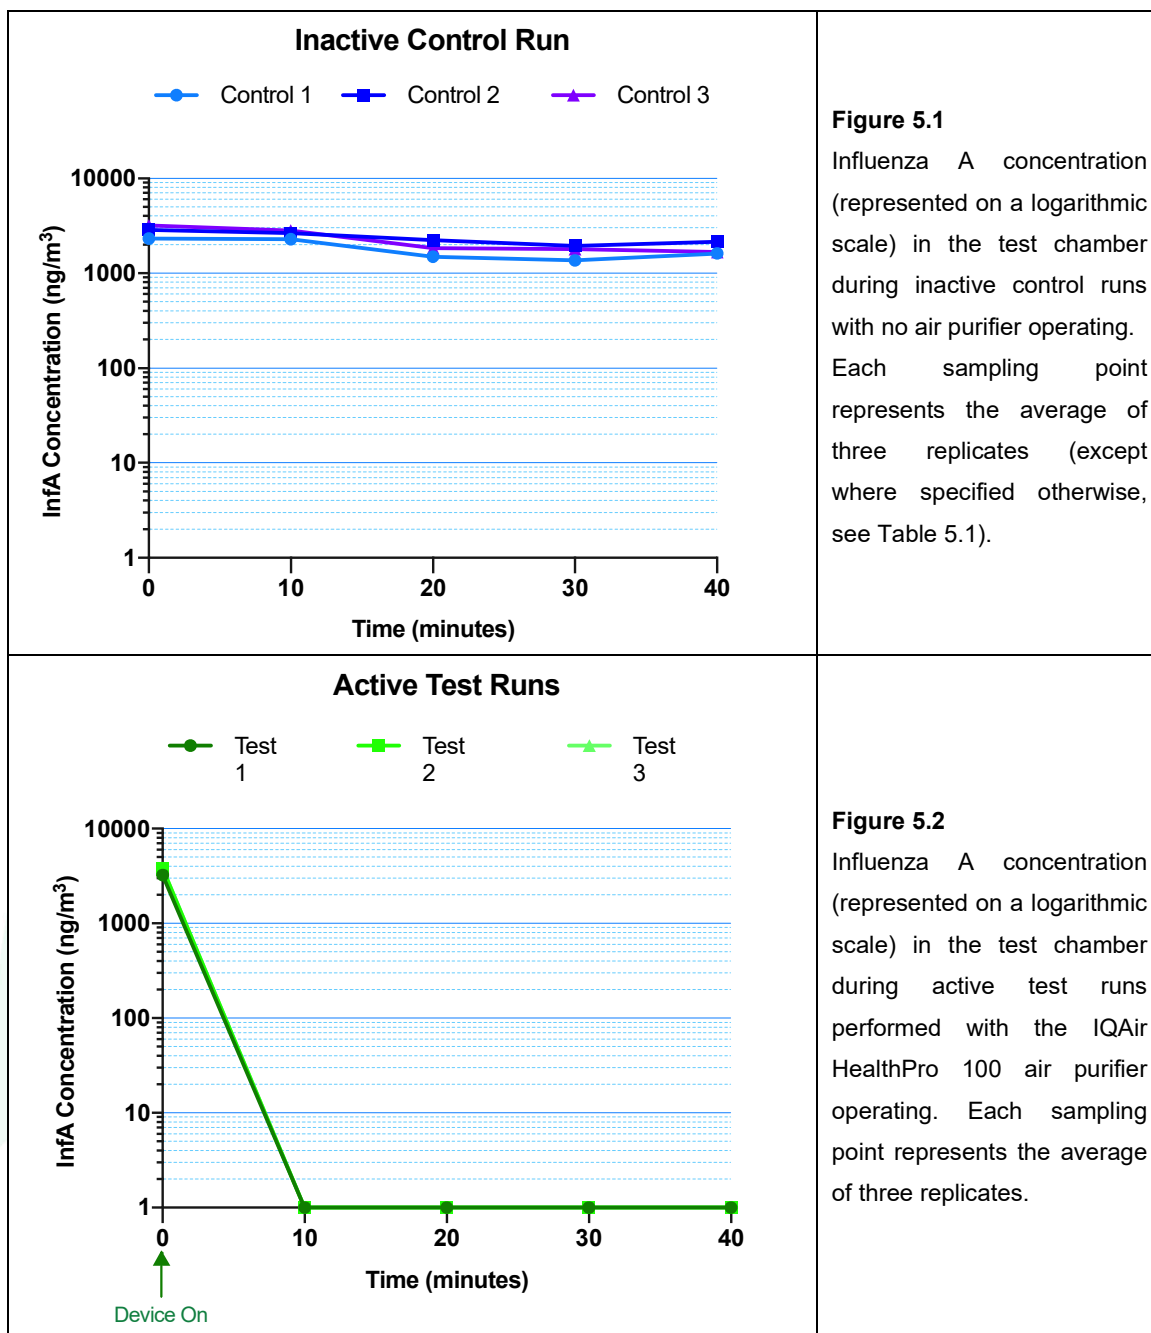 Inactive Control Run
Control 1 Control 2 Control 3
10000
1000
100
10
1
0 10 20 30 40
InfA Concentration (ng/m³)
Time (minutes)
Figure 5.1
Influenza A concentration
(represented on a logarithmic
scale) in the test chamber
during inactive control runs
with no air purifier operating.
Each sampling point
represents the average of
three replicates (except
where specified otherwise,
see Table 5.1).
Active Test Runs
Test Test Test
1 2 3
10000
1000
100
10
1
0 10 20 30 40
InfA Concentration (ng/m³)
Time (minutes)
Device On
Figure 5.2
Influenza A concentration
(represented on a logarithmic
scale) in the test chamber
during active test runs
performed with the IQAir
HealthPro 100 air purifier
operating. Each sampling
point represents the average
of three replicates.